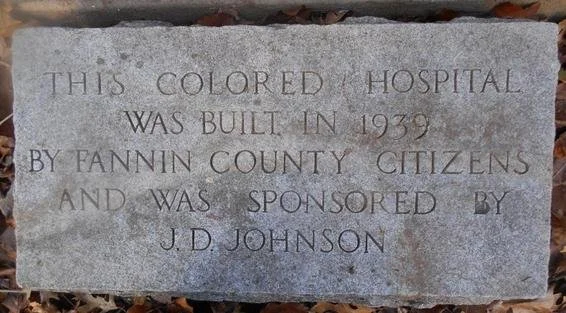 THIS COLORED HOSPITAL
WAS BUILT IN 1939
BY FANNIN COUNTY CITIZENS
AND WAS SPONSORED BY
J. D. JOHNSON